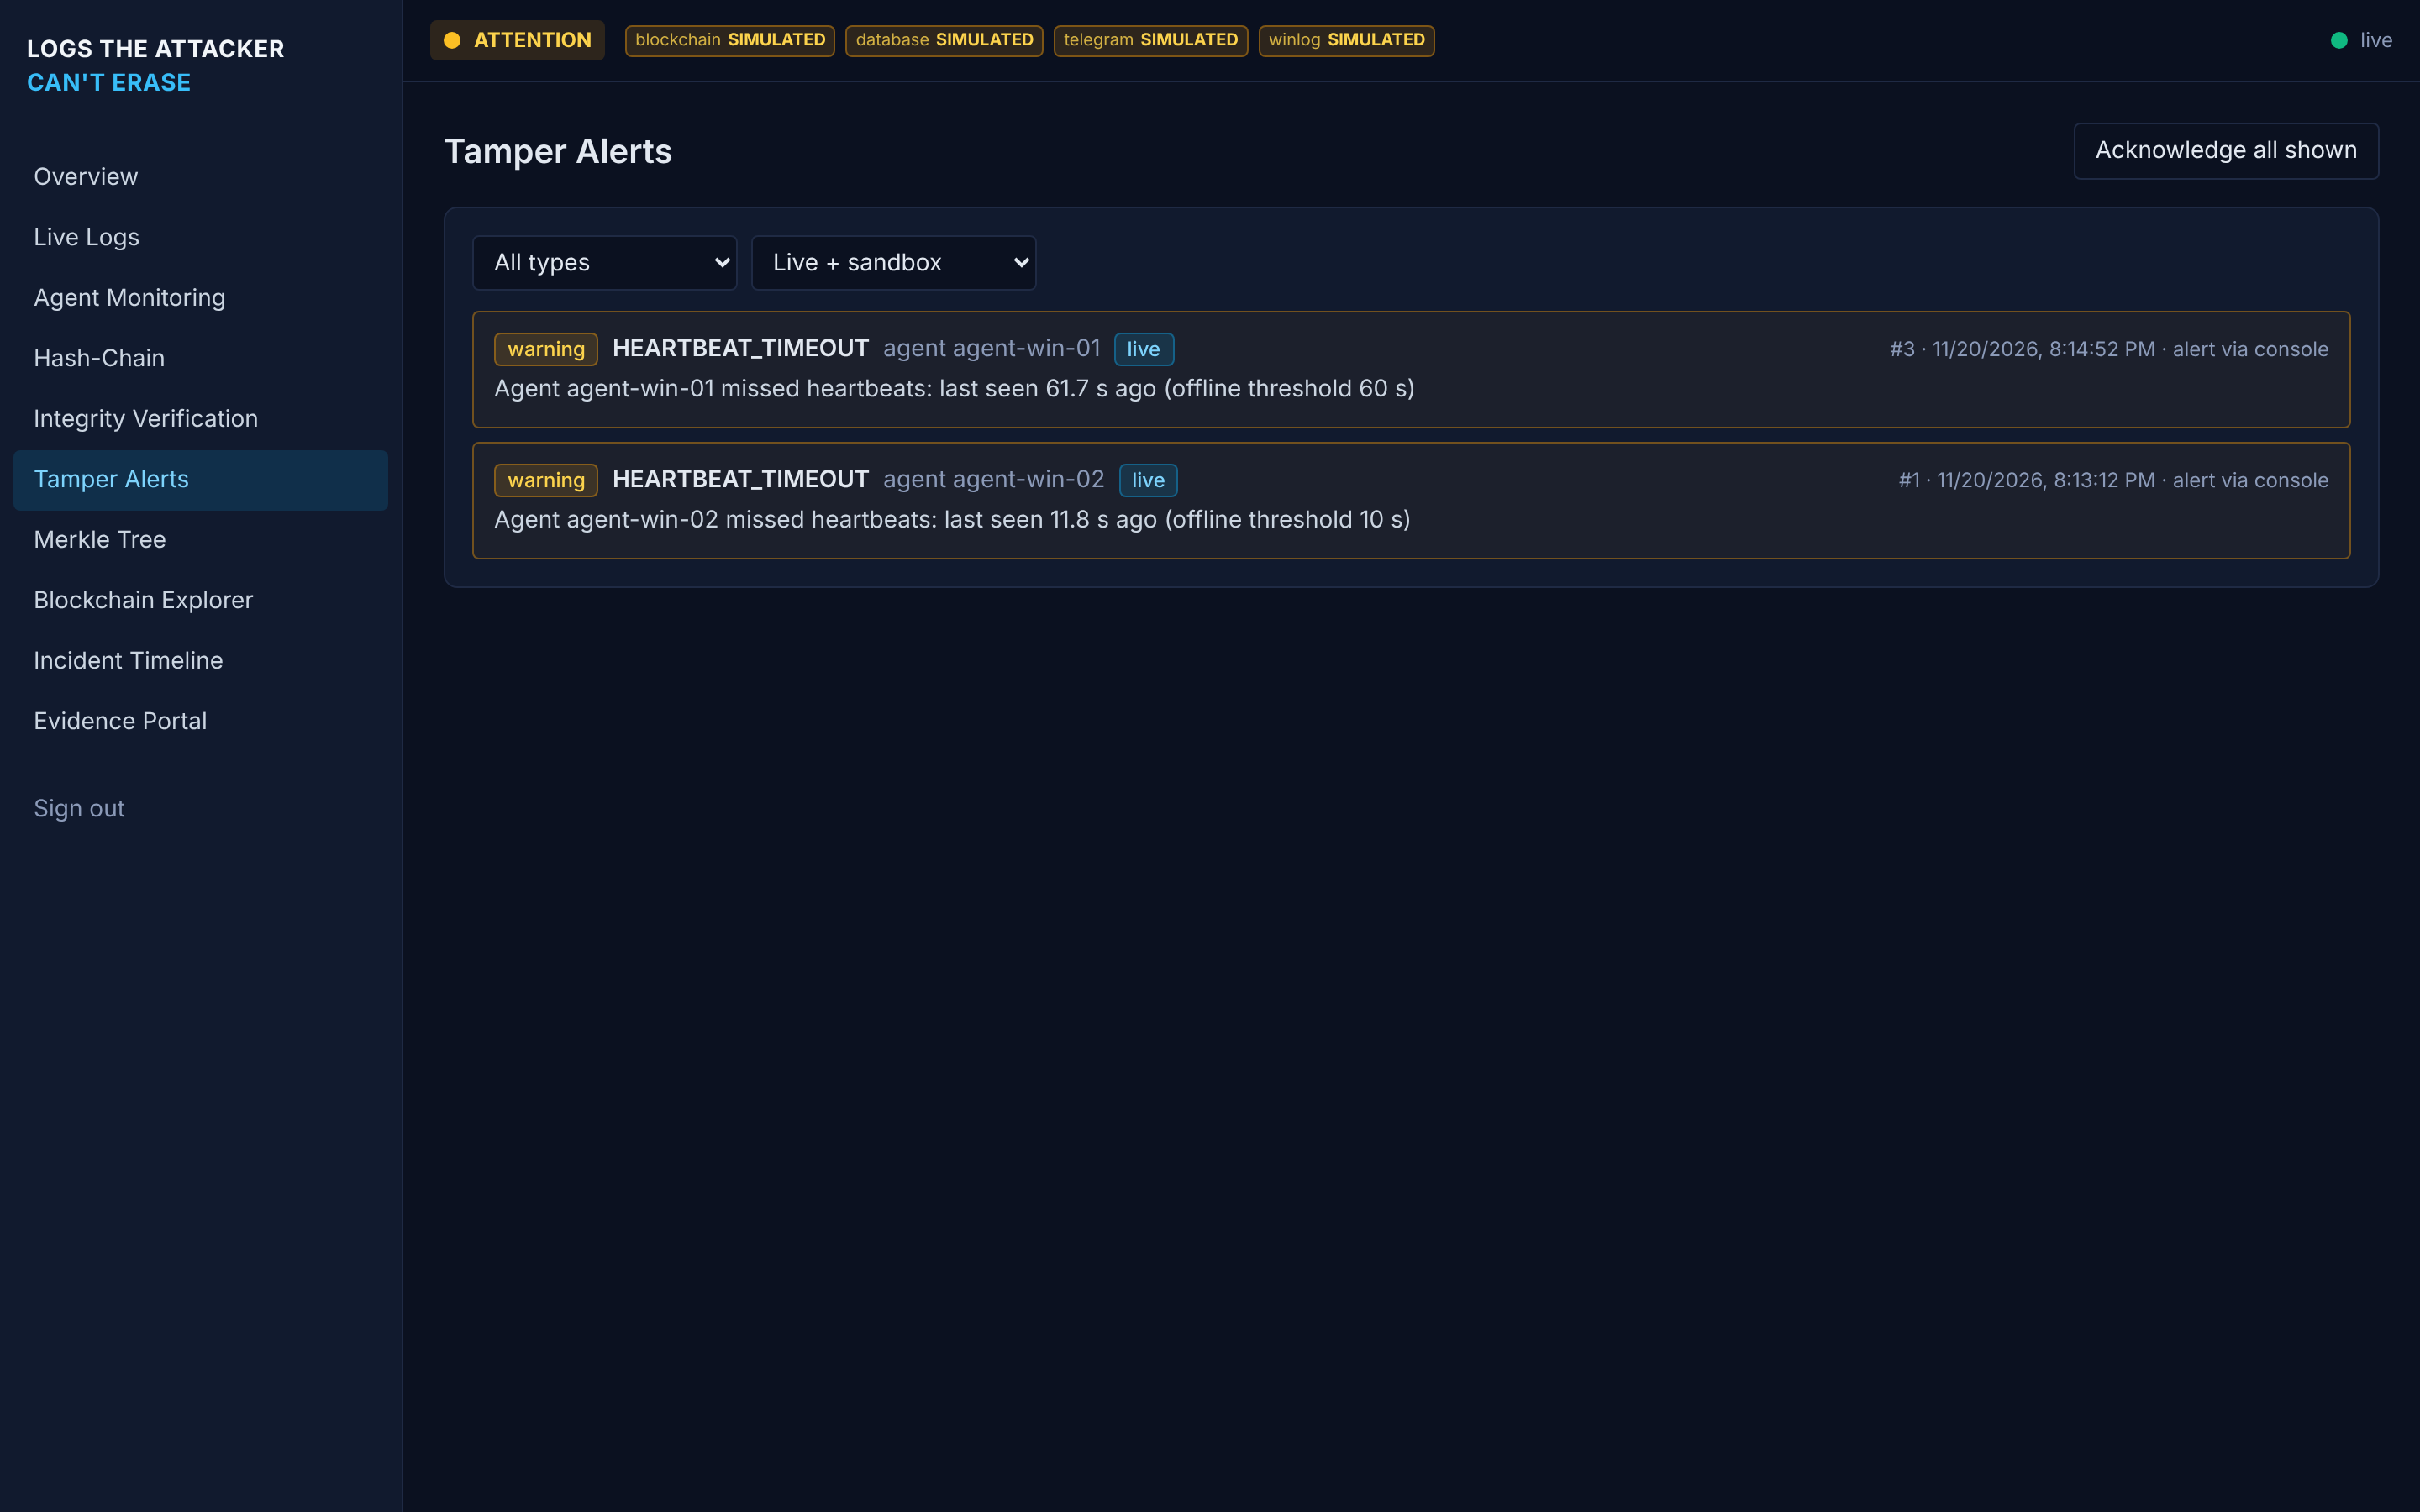 LOGS THE ATTACKER
CAN'T ERASE
Overview
Live Logs
Agent Monitoring
Hash-Chain
Integrity Verification
Tamper Alerts
Merkle Tree
Blockchain Explorer
Incident Timeline
Evidence Portal
Sign out
ATTENTION blockchain SIMULATED database SIMULATED telegram SIMULATED winlog SIMULATED live
Tamper Alerts Acknowledge all shown
All types Live + sandbox
warning HEARTBEAT_TIMEOUT agent agent-win-01 live #3 · 11/20/2026, 8:14:52 PM · alert via console
Agent agent-win-01 missed heartbeats: last seen 61.7 s ago (offline threshold 60 s)
warning HEARTBEAT_TIMEOUT agent agent-win-02 live #1 · 11/20/2026, 8:13:12 PM · alert via console
Agent agent-win-02 missed heartbeats: last seen 11.8 s ago (offline threshold 10 s)